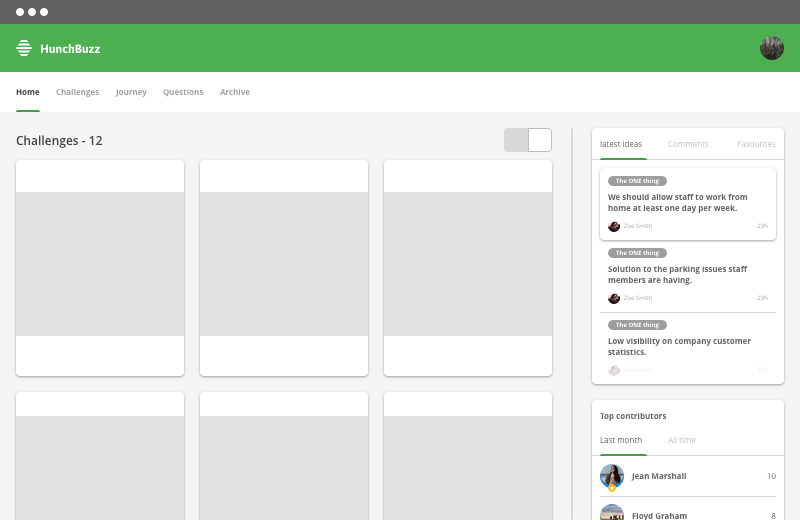 HunchBuzz
Home Challenges Journey Questions Archive
Challenges - 12
latest ideas Comments Favourites
The ONE thing
We should allow staff to work from
home at least one day per week.
Zoe Smith 23h
The ONE thing
Solution to the parking issues staff
members are having.
Zoe Smith 23h
The ONE thing
Low visibility on company customer
statistics.
Zoe Smith 23h
Top contributors
Last month All time
Jean Marshall 10
Floyd Graham 8